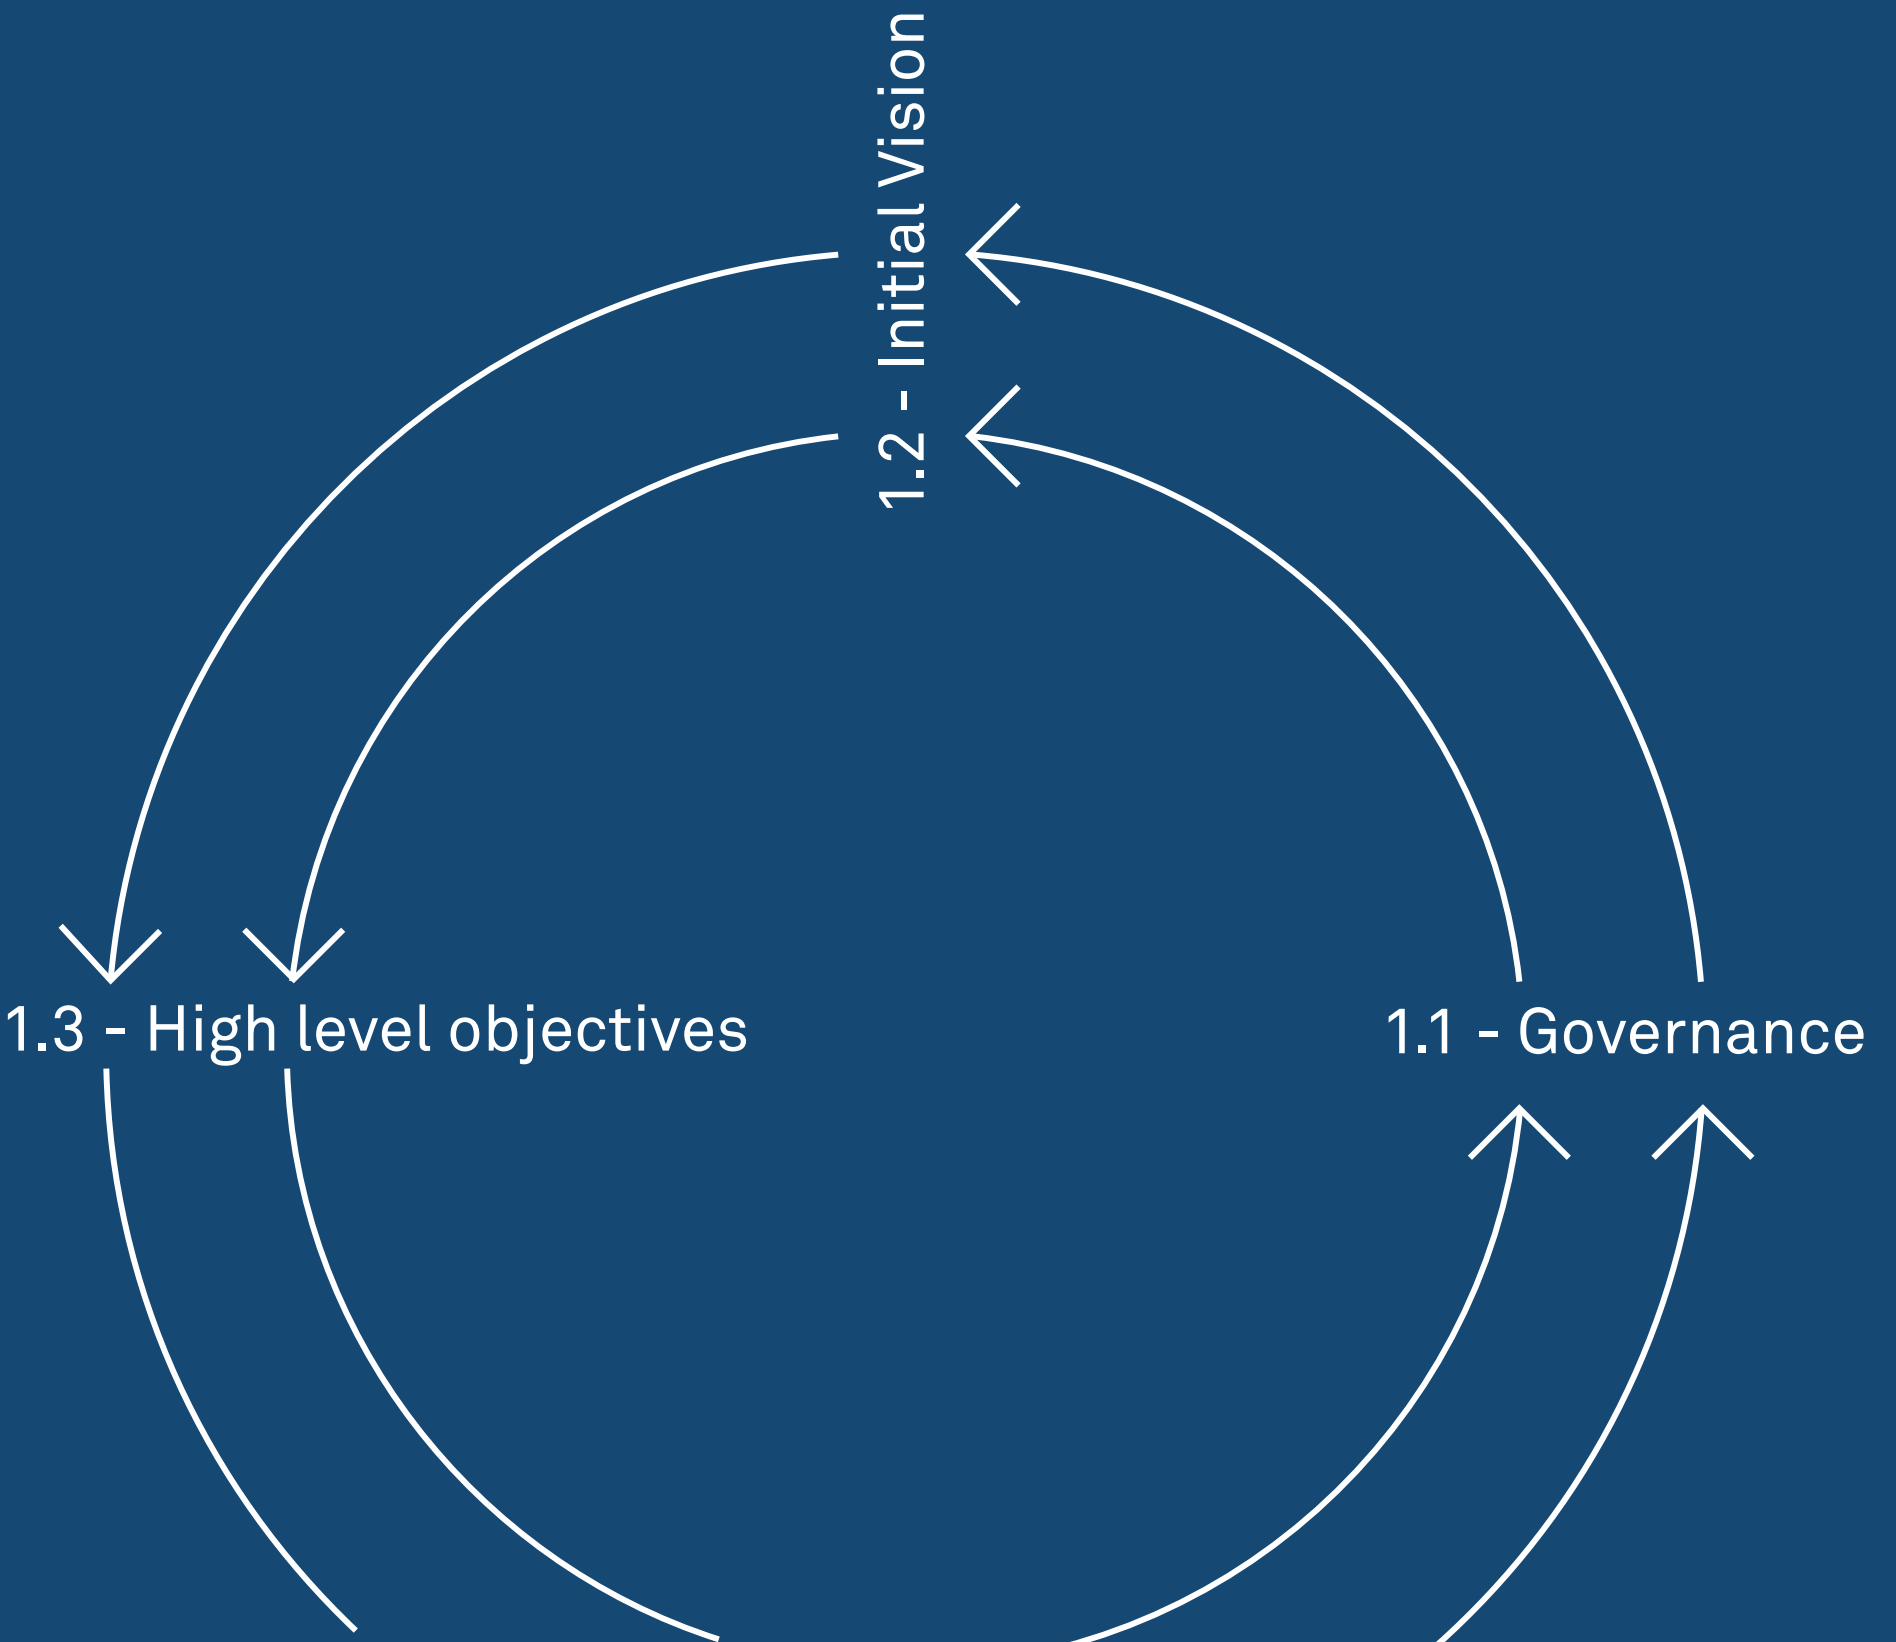 1.2 - Initial Vision
1.3 - High level objectives
1.1 - Governance